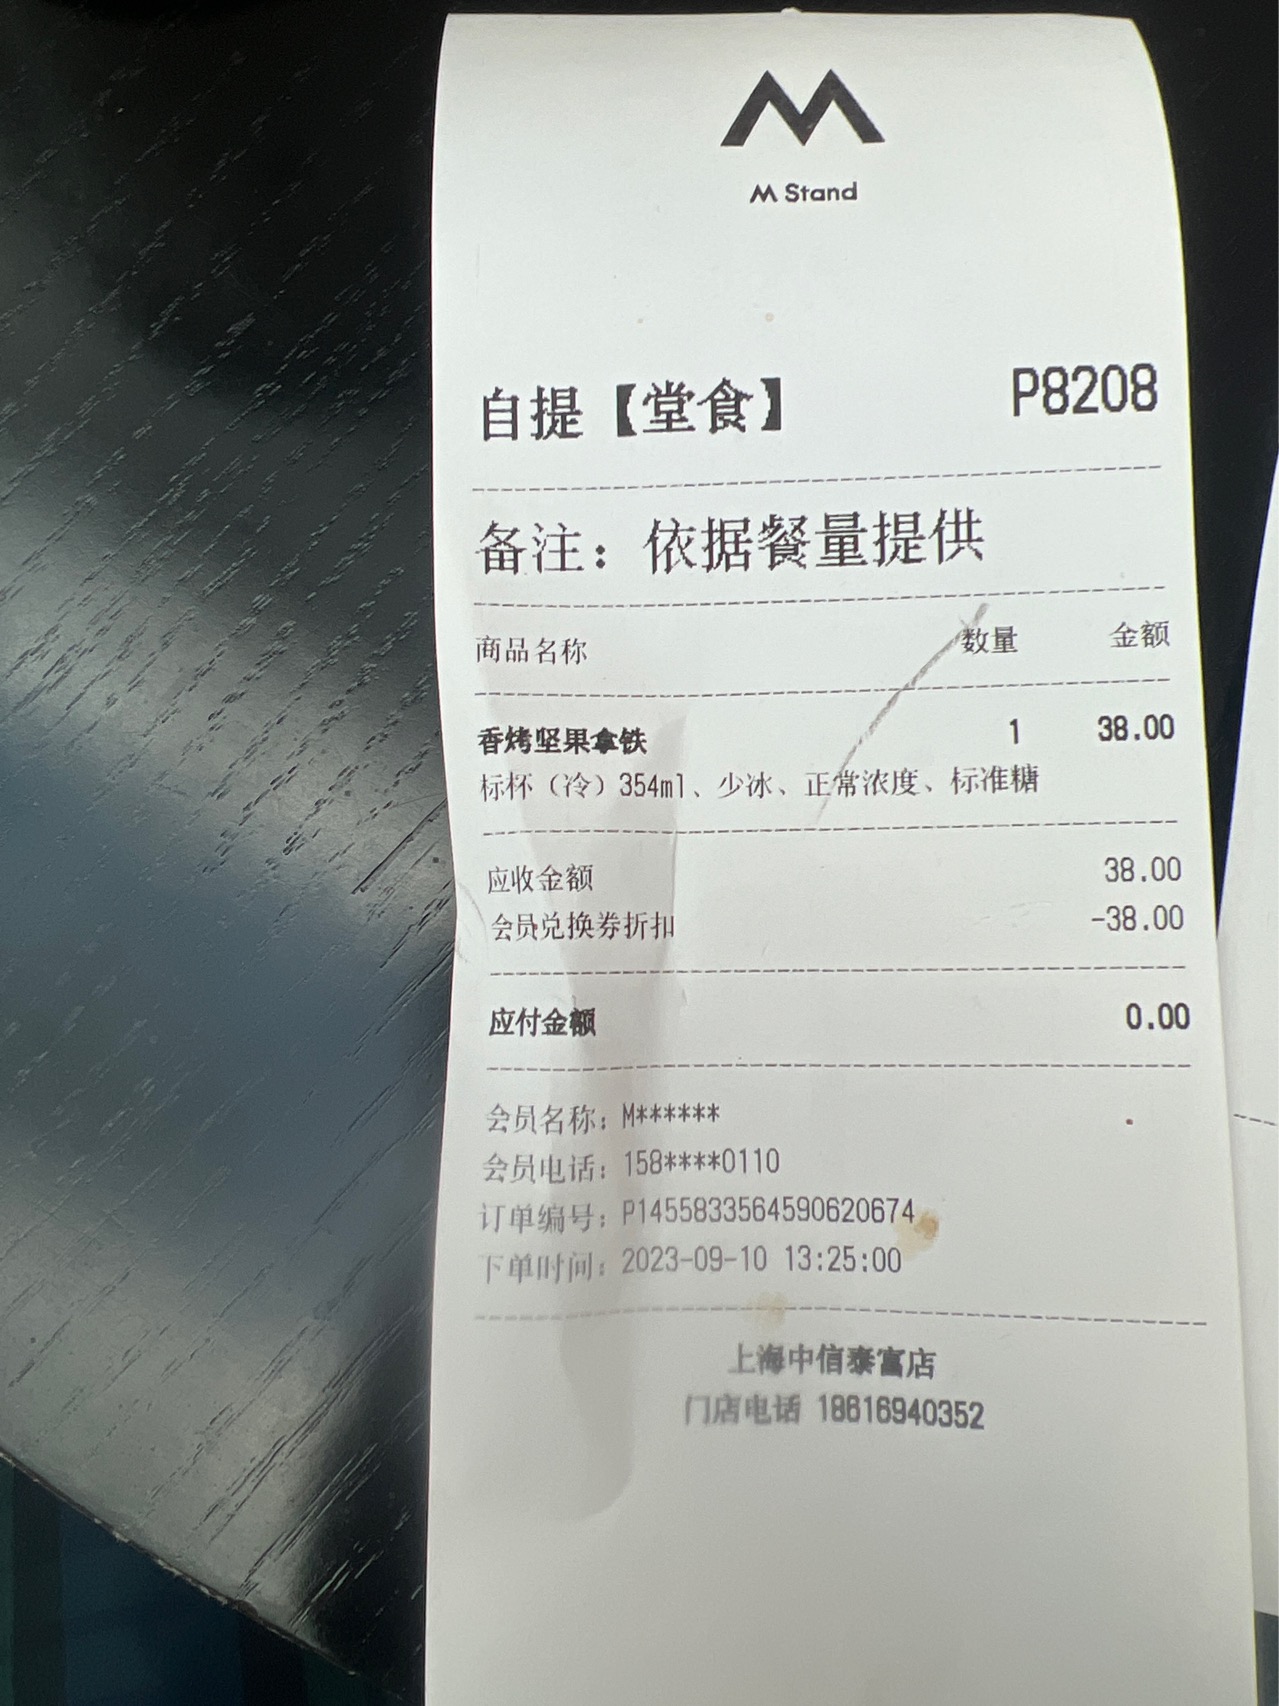 M Stand
自提【堂食】 P8208
备注：依据餐量提供
商品名称 数量 金额
香烤坚果拿铁 1 38.00
标杯（冷）354ml、少冰、正常浓度、标准糖
应收金额 38.00
会员兑换券折扣 -38.00
应付金额 0.00
会员名称：M******
会员电话：158****0110
订单编号：P1455833564590620674
下单时间：2023-09-10 13:25:00
上海中信泰富店
门店电话 18616940352